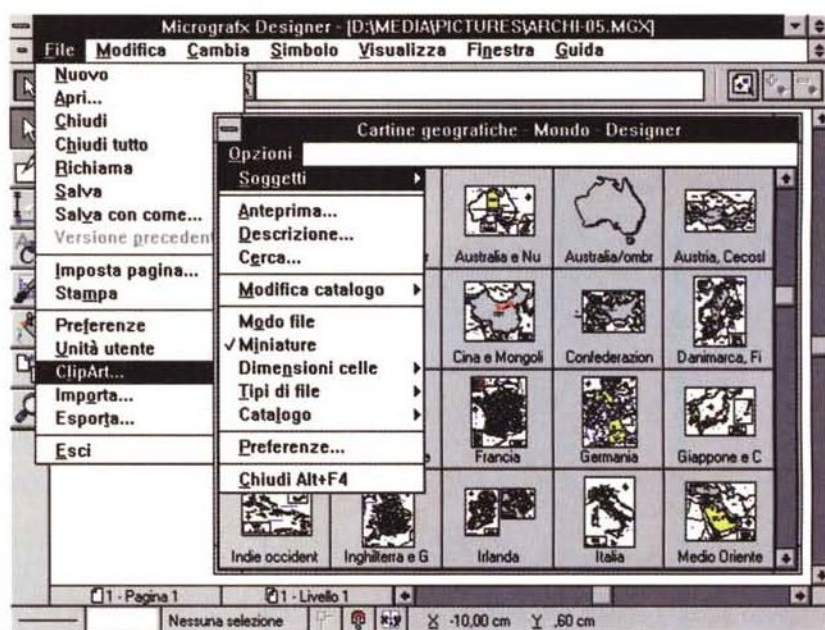 Micrografx Designer - [D:\MEDIA\PICTURES\ARCHI-05.MGX]
File Modifica Cambia Simbolo Visualizza Finestra Guida
Nuovo
Apri...
Chiudi
Chiudi tutto
Richiama
Salva
Salva con come...
Versione precedent
Imposta pagina...
Stampa
Preferenze
Unità utente
ClipArt...
Importa...
Esporta...
Esci
Cartine geografiche - Mondo - Designer
Opzioni
Soggetti
Anteprima...
Descrizione...
Cerca...
Modifica catalogo
Modo file
√Miniature
Dimensioni celle
Tipi di file
Catalogo
Preferenze...
Chiudi Alt+F4
Australia e Nu Australia/ombr Austria, Cecosl
Cina e Mongoli Confederazion Danimarca, Fi
Francia Germania Giappone e C
Indie occident Inghilterra e G Irlanda Italia Medio Oriente
1 - Pagina 1 1 - Livello 1
Nessuna selezione x,y X -10,00 cm Y ,60 cm